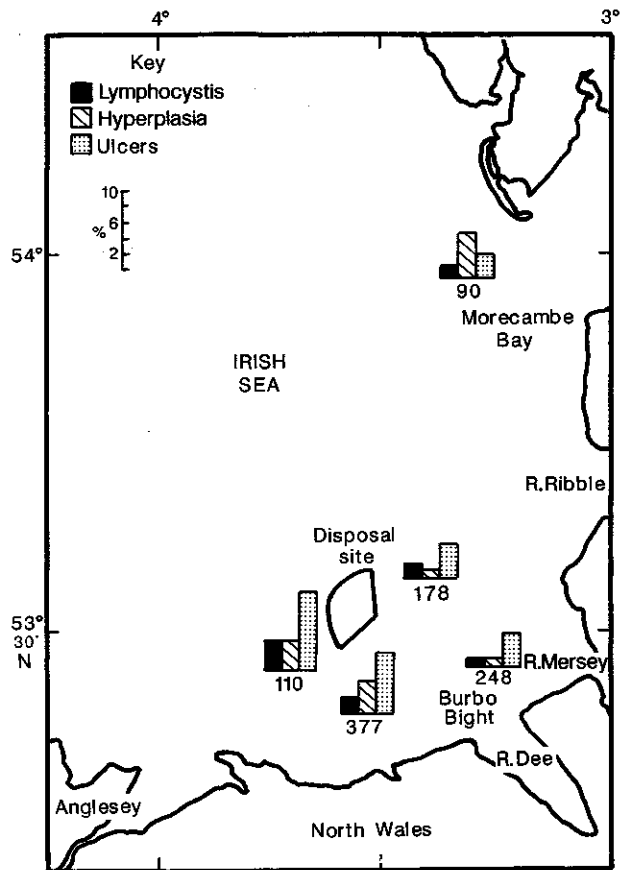 4°
3°
Key
Lymphocystis
Hyperplasia
Ulcers
10
6
%
2
54°
90
Morecambe
Bay
IRISH
SEA
R.Ribble
Disposal
site
178
53°
30'
N
110
377
248
R.Mersey
Burbo
Bight
R.Dee
Anglesey
North Wales